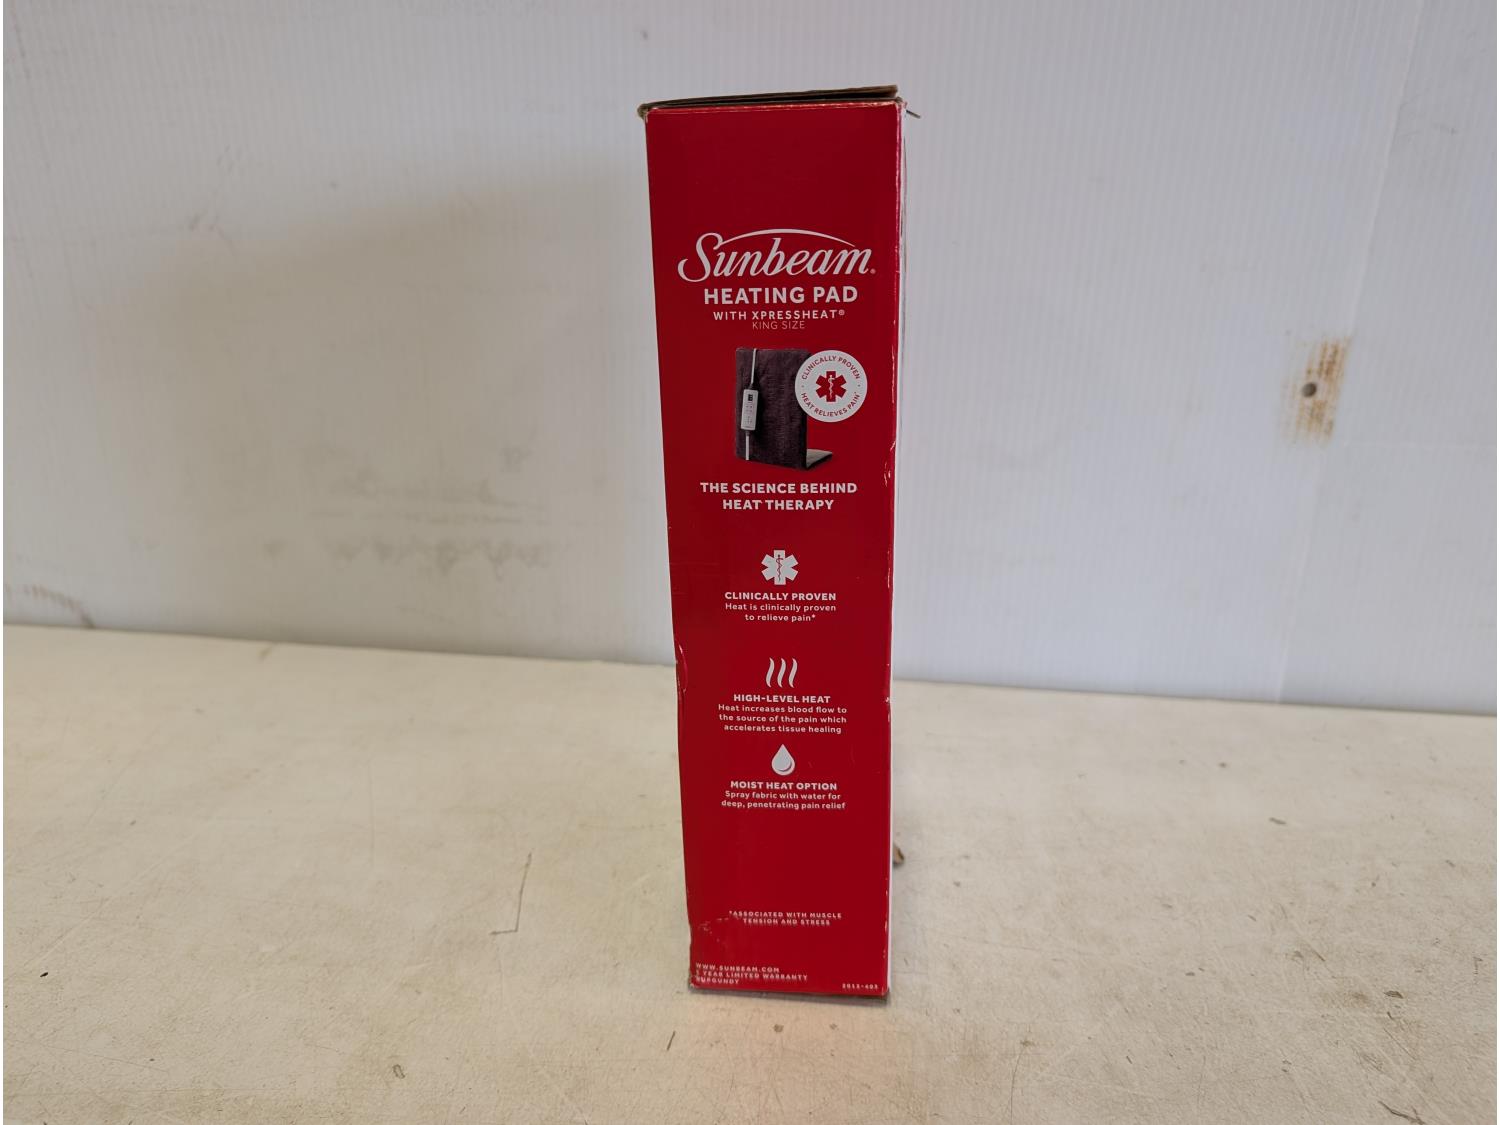 Sunbeam®
HEATING PAD
WITH XPRESSHEAT®
KING SIZE
CLINICALLY PROVEN
HEAT RELIEVES PAIN*
THE SCIENCE BEHIND
HEAT THERAPY
CLINICALLY PROVEN
Heat is clinically proven
to relieve pain*
HIGH-LEVEL HEAT
Heat increases blood flow to
the source of the pain which
accelerates tissue healing
MOIST HEAT OPTION
Spray fabric with water for
deep, penetrating pain relief
*ASSOCIATED WITH MUSCLE
TENSION AND STRESS
WWW.SUNBEAM.COM
YEAR LIMITED WARRANTY
BURGUNDY